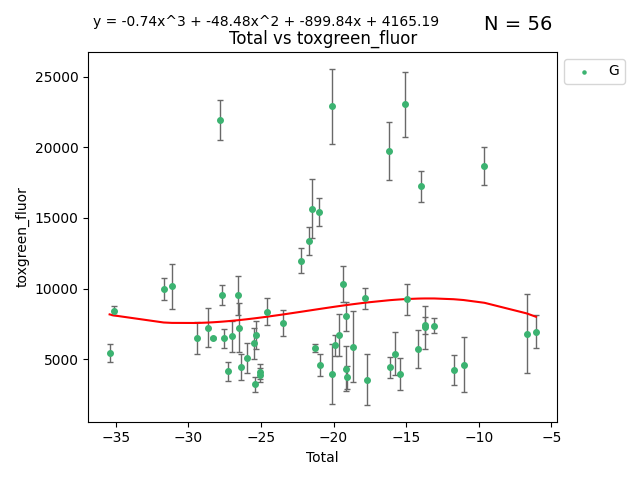 y = -0.74x^3 + -48.48x^2 + -899.84x + 4165.19
N = 56
Total vs toxgreen_fluor
G
toxgreen_fluor
25000
20000
15000
10000
5000
−35 −30 −25 −20 −15 −10 −5
Total